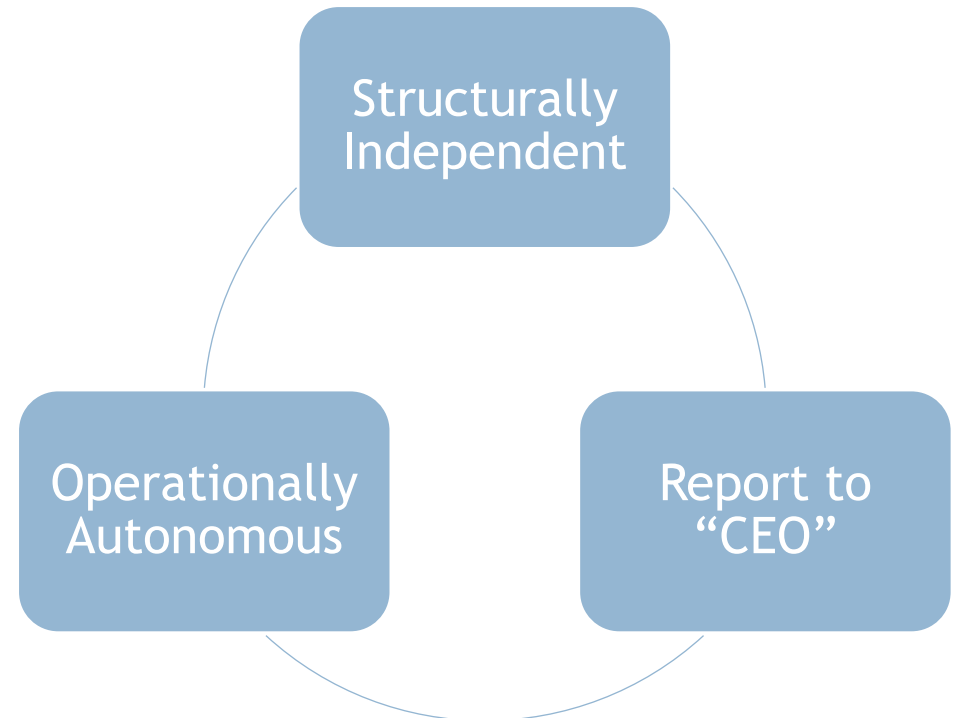 Structurally
Independent
Operationally
Autonomous
Report to
“CEO”